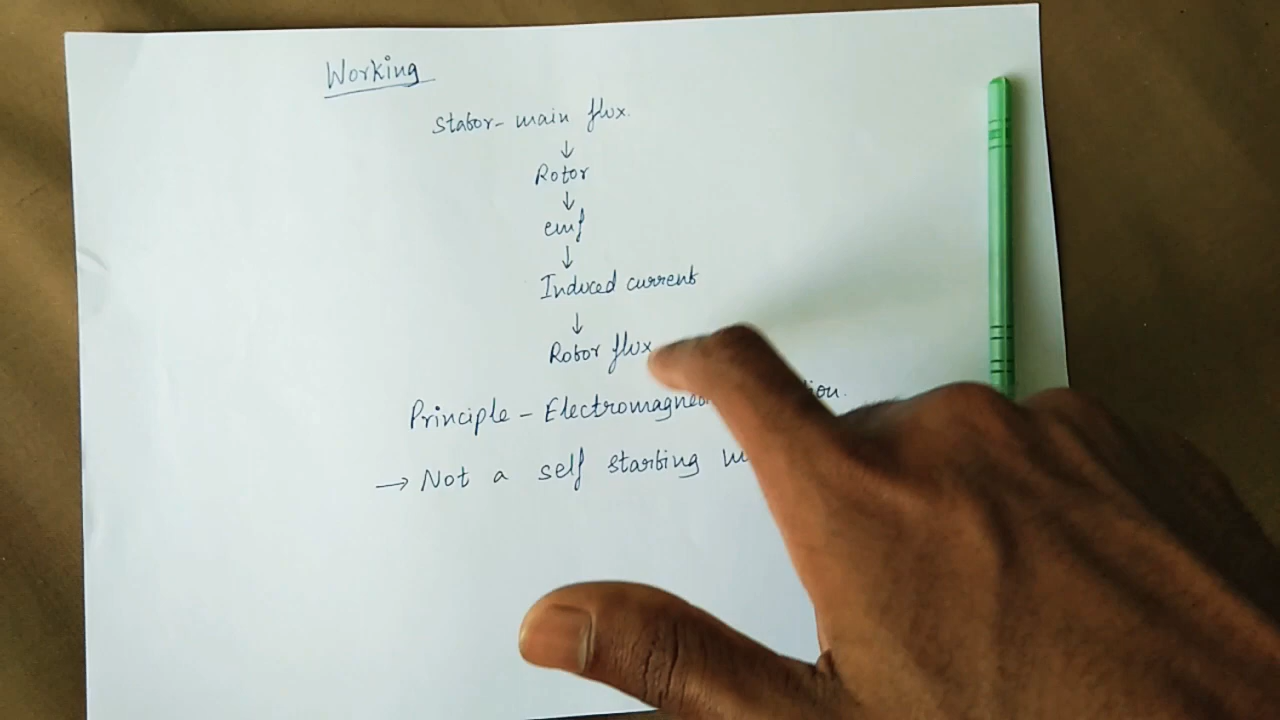 Working
Stator - main flux.
↓
Rotor
↓
emf
↓
Induced current
↓
Rotor flux
Principle - Electromagne
→ Not a self starting